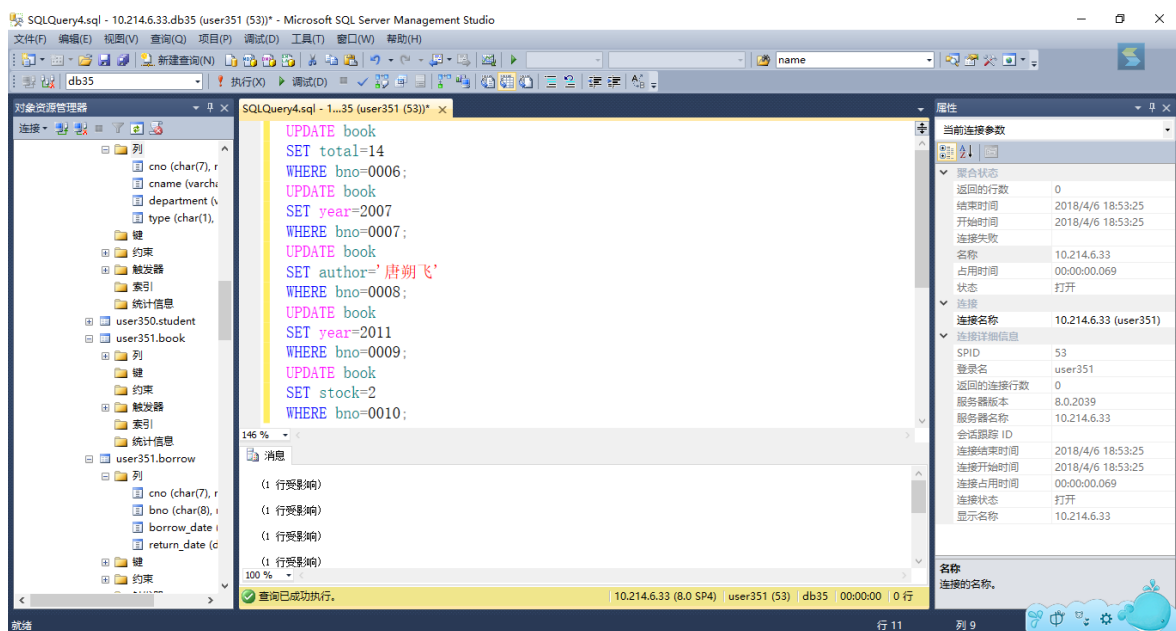 SQLQuery4.sql - 10.214.6.33.db35 (user351 (53))* - Microsoft SQL Server Management Studio
文件(F) 编辑(E) 视图(V) 查询(Q) 项目(P) 调试(D) 工具(T) 窗口(W) 帮助(H)
新建查询(N) name
db35 执行(X) 调试(D)
对象资源管理器
连接
列
cno (char(7), r
cname (varcha
department (v
type (char(1),
键
约束
触发器
索引
统计信息
user350.student
user351.book
列
键
约束
触发器
索引
统计信息
user351.borrow
列
cno (char(7), r
bno (char(8),
borrow_date
return_date (d
键
约束
SQLQuery4.sql - 1...35 (user351 (53))*
UPDATE book
SET total=14
WHERE bno=0006;
UPDATE book
SET year=2007
WHERE bno=0007;
UPDATE book
SET author='唐朔飞'
WHERE bno=0008;
UPDATE book
SET year=2011
WHERE bno=0009;
UPDATE book
SET stock=2
WHERE bno=0010;
146 %
消息
(1 行受影响)
(1 行受影响)
(1 行受影响)
(1 行受影响)
100 %
查询已成功执行。 10.214.6.33 (8.0 SP4) user351 (53) db35 00:00:00 0 行
属性
当前连接参数
聚合状态
返回的行数 0
结束时间 2018/4/6 18:53:25
开始时间 2018/4/6 18:53:25
连接失败
名称 10.214.6.33
占用时间 00:00:00.069
状态 打开
连接
连接名称 10.214.6.33 (user351)
连接详细信息
SPID 53
登录名 user351
返回的连接行数 0
服务器版本 8.0.2039
服务器名称 10.214.6.33
会话跟踪 ID
连接结束时间 2018/4/6 18:53:25
连接开始时间 2018/4/6 18:53:25
连接占用时间 00:00:00.069
连接状态 打开
显示名称 10.214.6.33
名称
连接的名称。
就绪 行 11 列 9
中